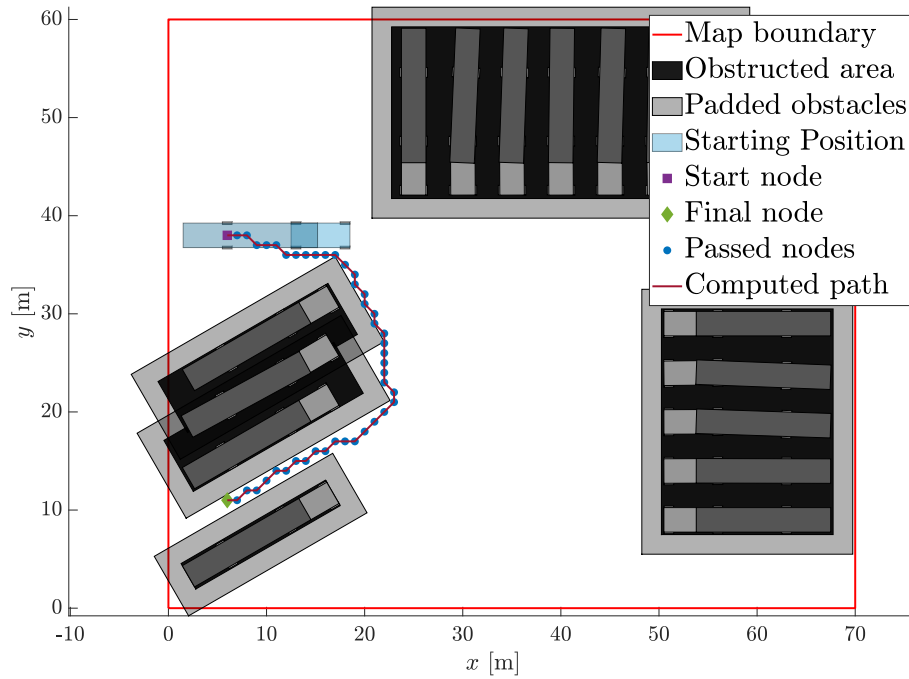 60
50
40
30
20
10
0
y [m]
-10
0
10
20
30
40
50
60
70
x [m]
Map boundary
Obstructed area
Padded obstacles
Starting Position
Start node
Final node
Passed nodes
Computed path